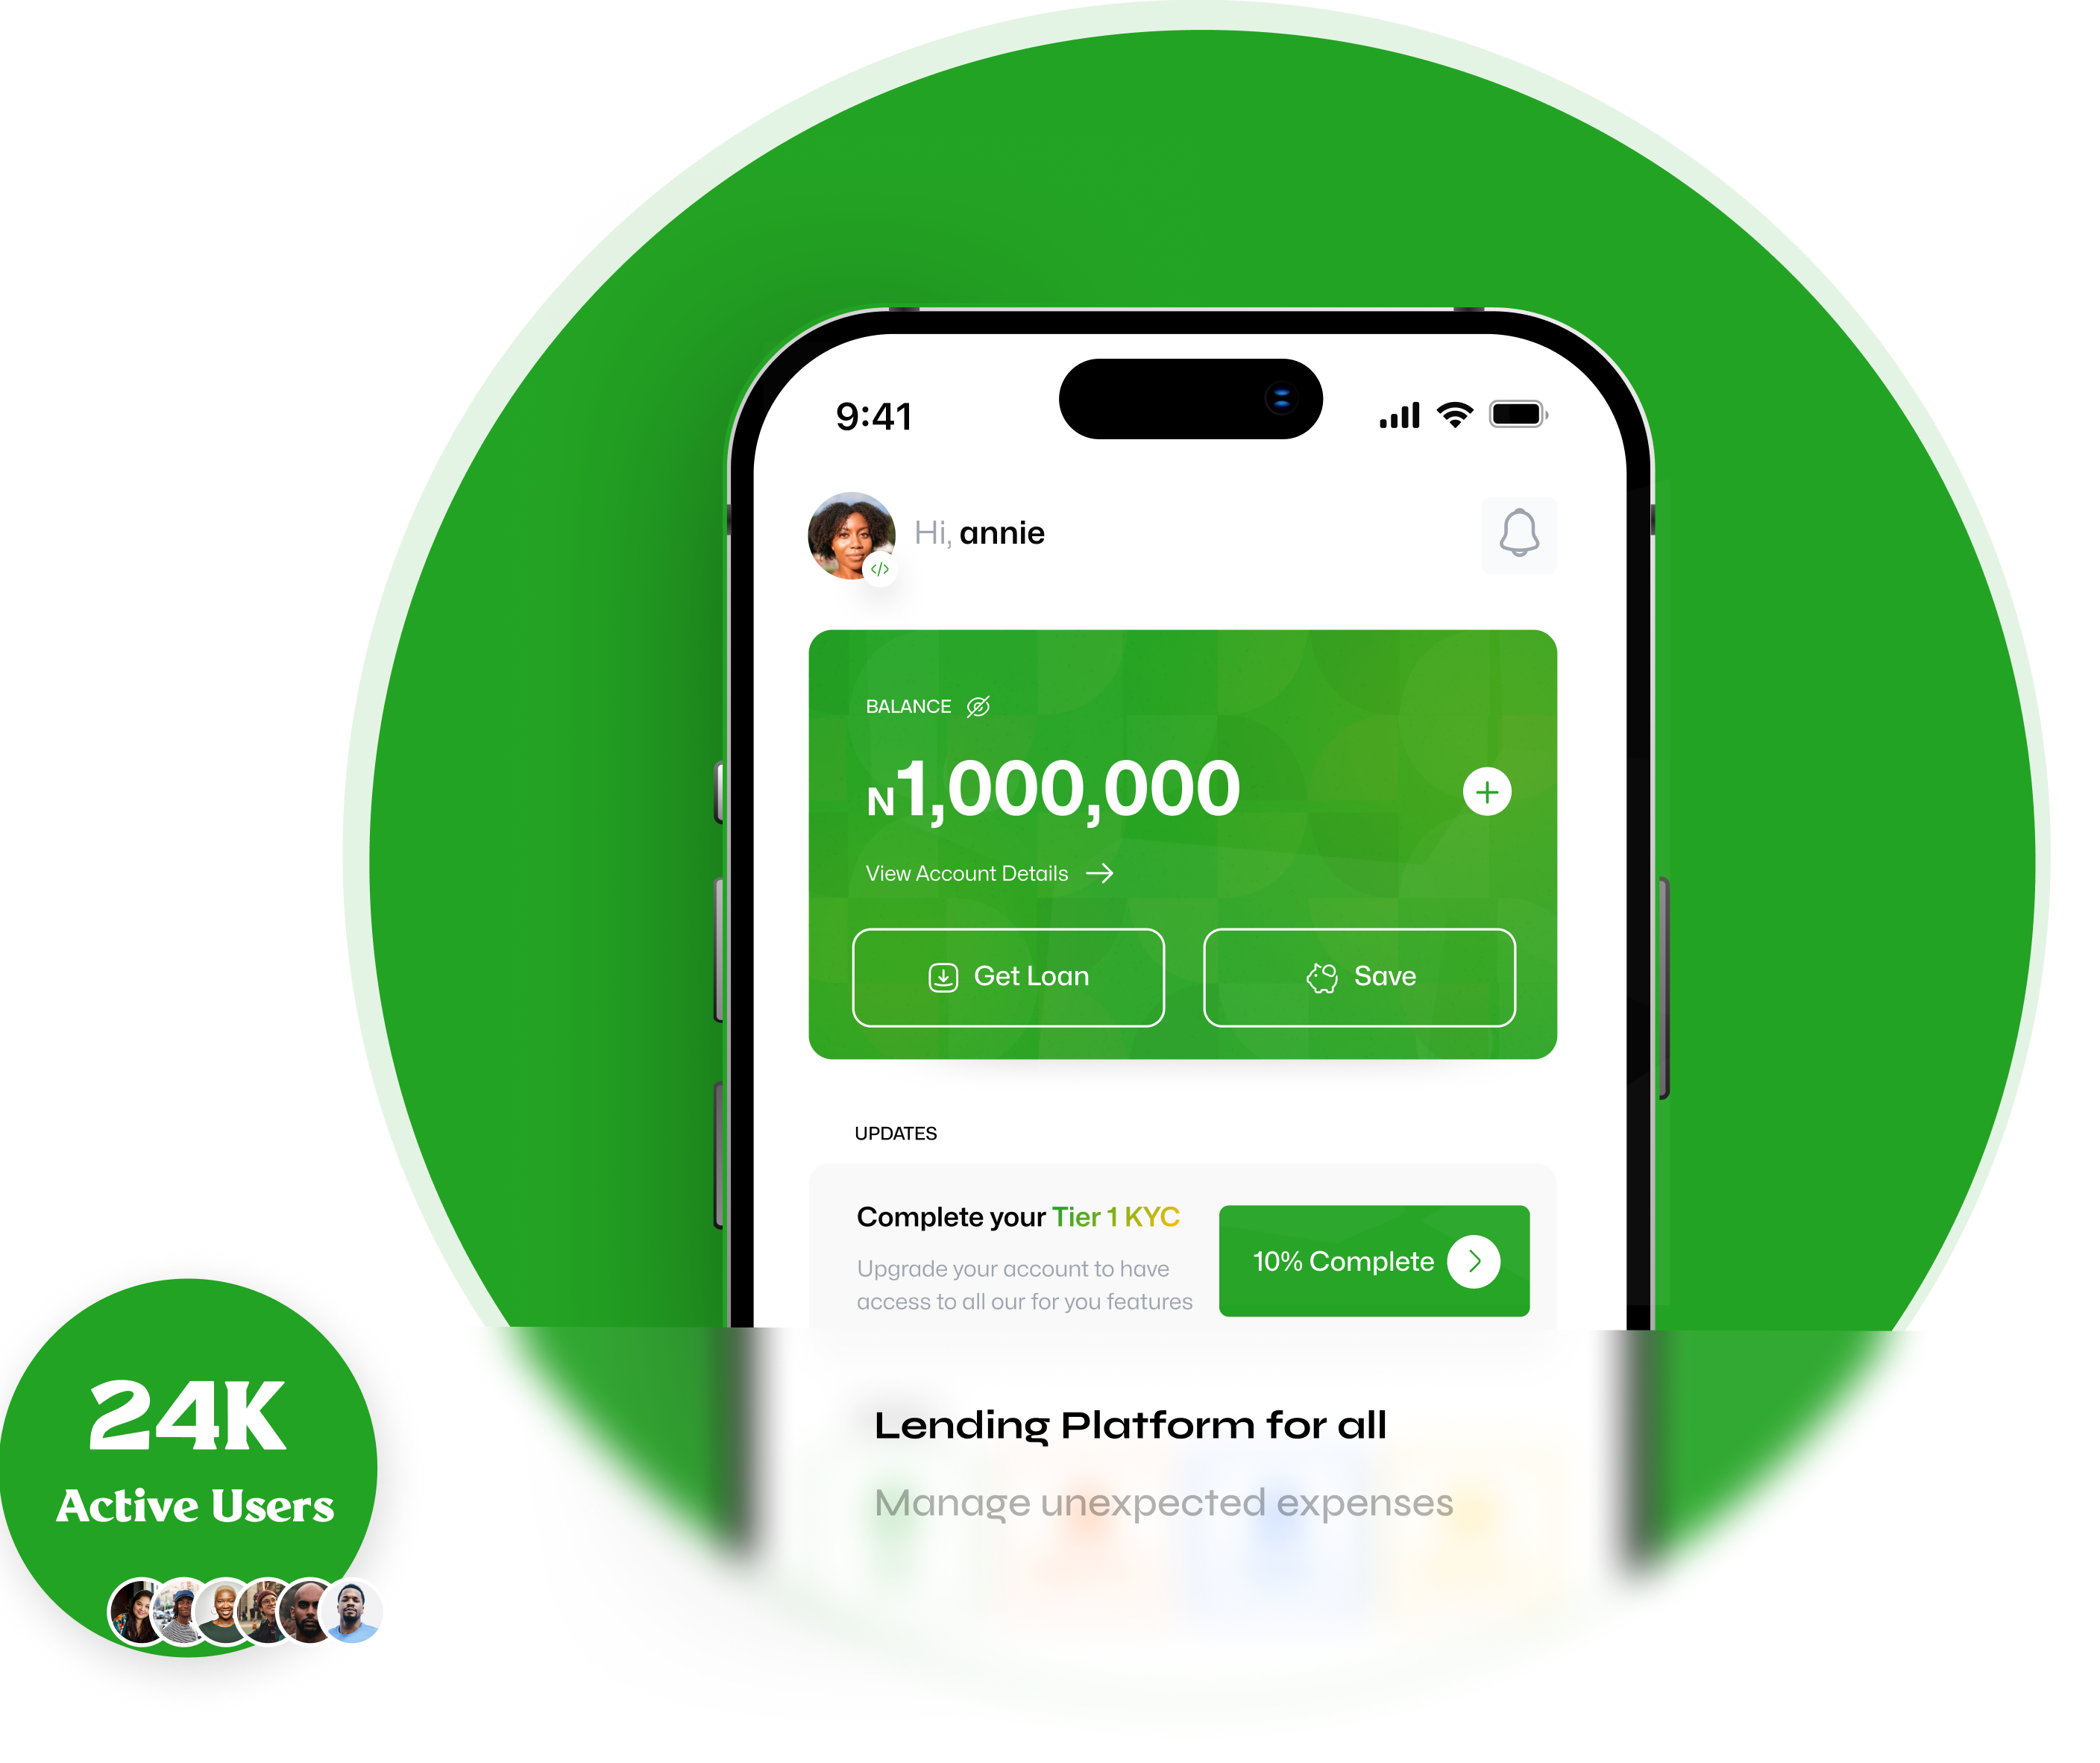 9:41
Hi, annie
BALANCE
N1,000,000
View Account Details
Get Loan
Save
UPDATES
Complete your Tier 1 KYC
Upgrade your account to have
access to all our for you features
10% Complete
Lending Platform for all
Manage unexpected expenses
24K
Active Users